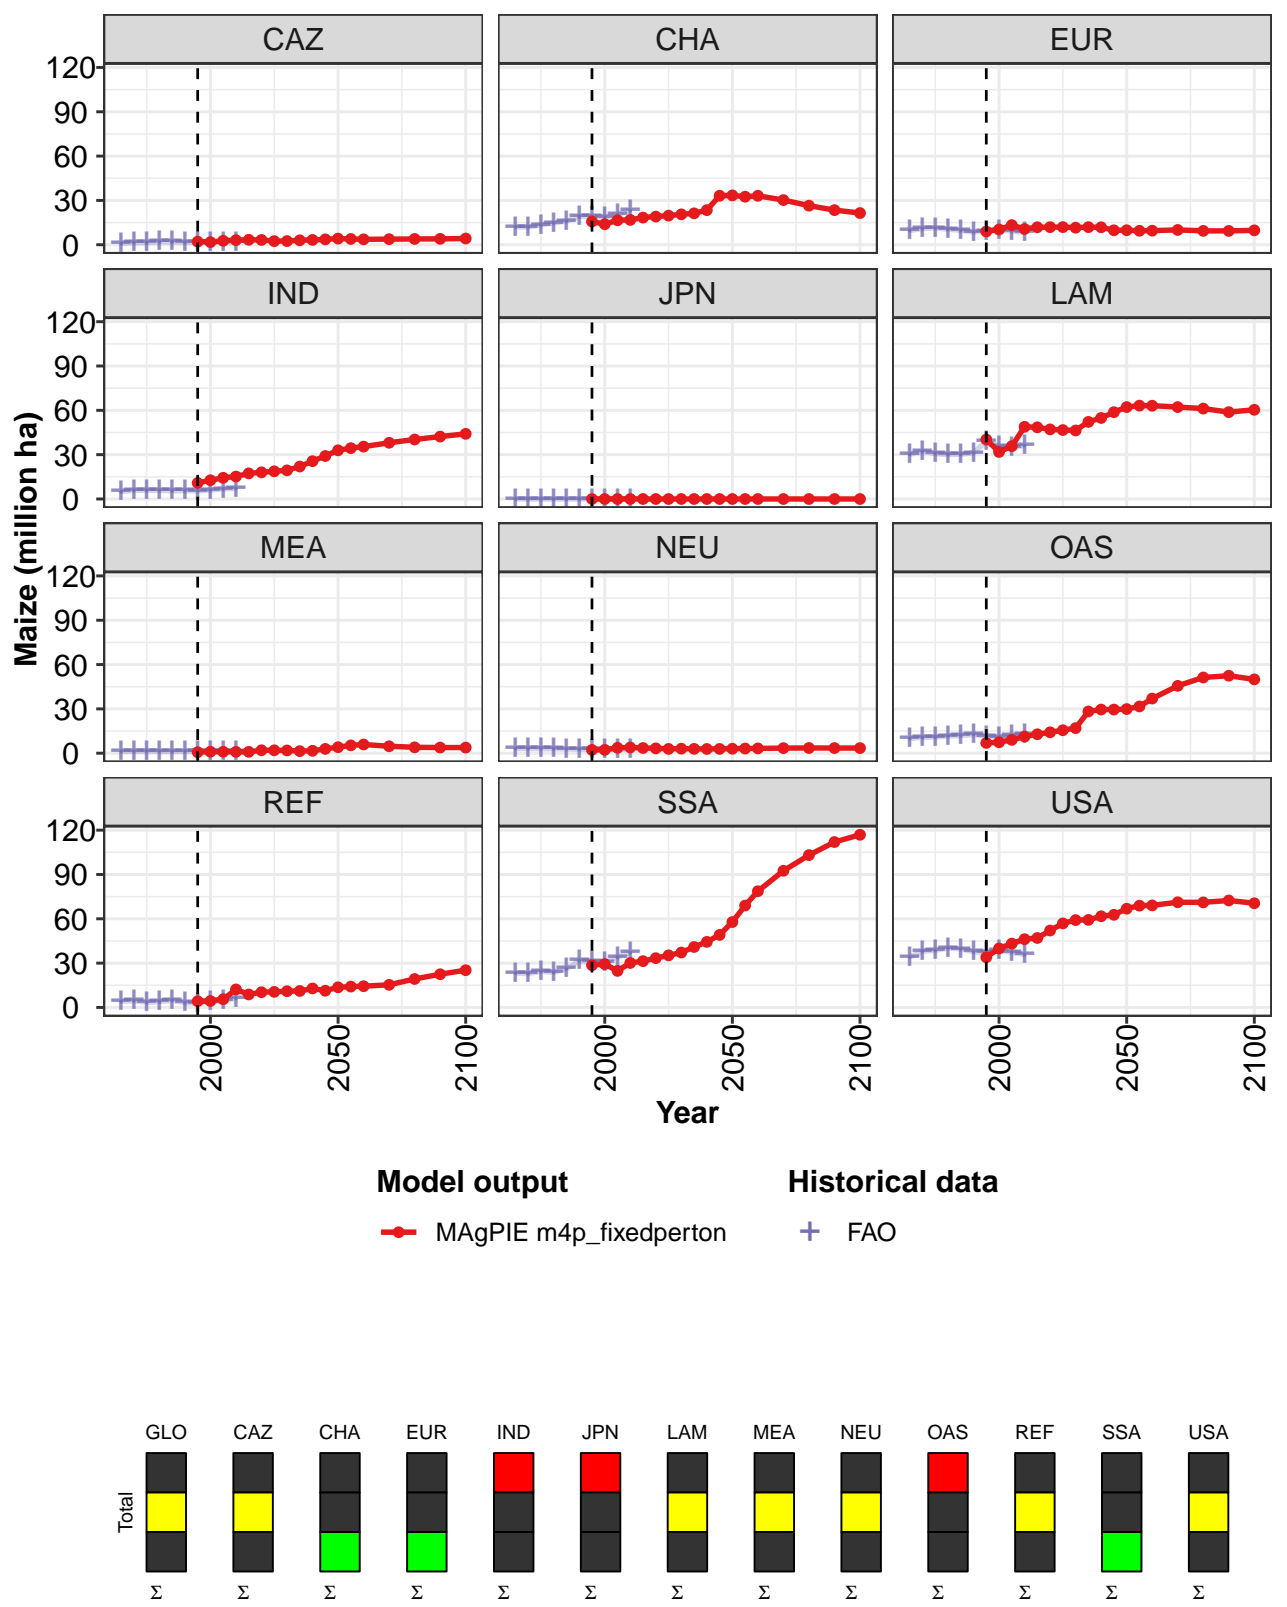 CAZ CHA EUR
120
90
60
30
0
IND JPN LAM
120
90
60
30
0
MEA NEU OAS
120
90
60
30
0
REF SSA USA
120
90
60
30
0
Maize (million ha)
2000 2050 2100 2000 2050 2100 2000 2050 2100
Year
Model output Historical data
MAgPIE m4p_fixedperton FAO
GLO CAZ CHA EUR IND JPN LAM MEA NEU OAS REF SSA USA
Total
Σ Σ Σ Σ Σ Σ Σ Σ Σ Σ Σ Σ Σ